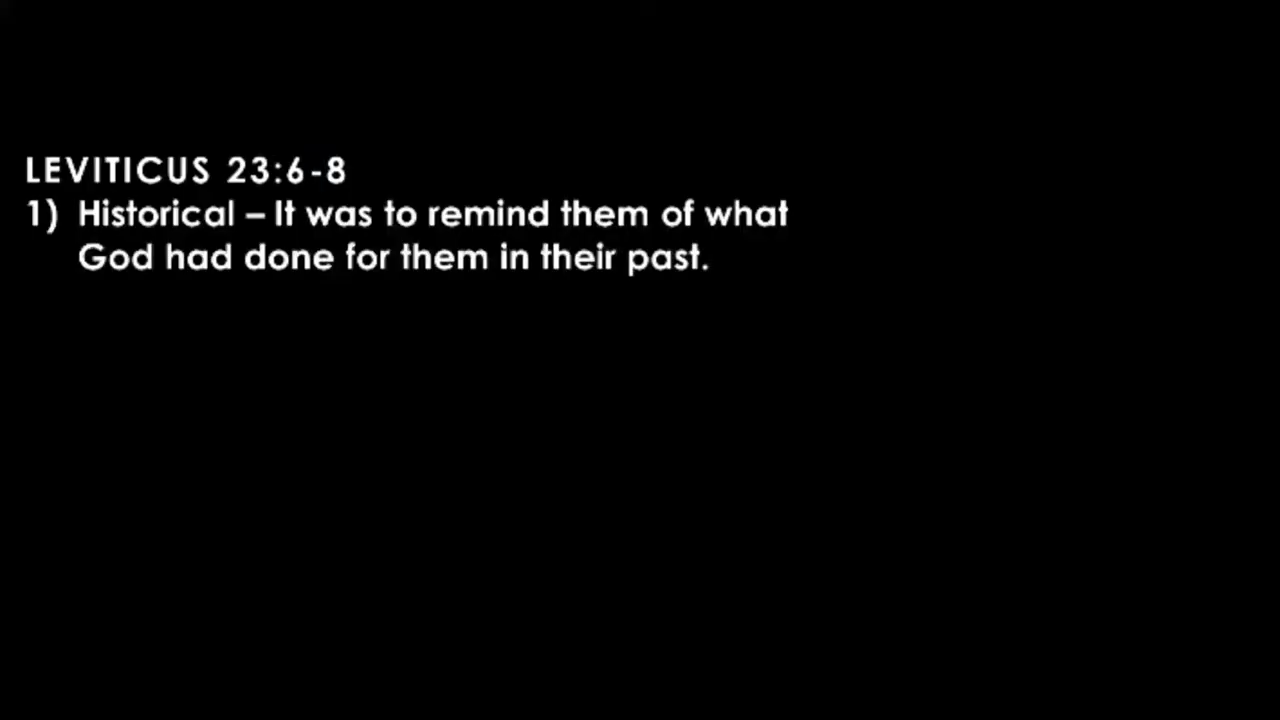 LEVITICUS 23:6-8
1) Historical – It was to remind them of what
God had done for them in their past.